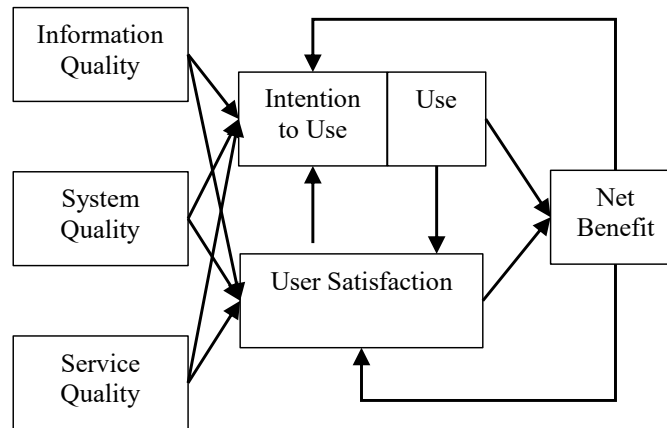 Information
Quality
Intention
to Use
Use
System
Quality
Net
Benefit
User Satisfaction
Service
Quality